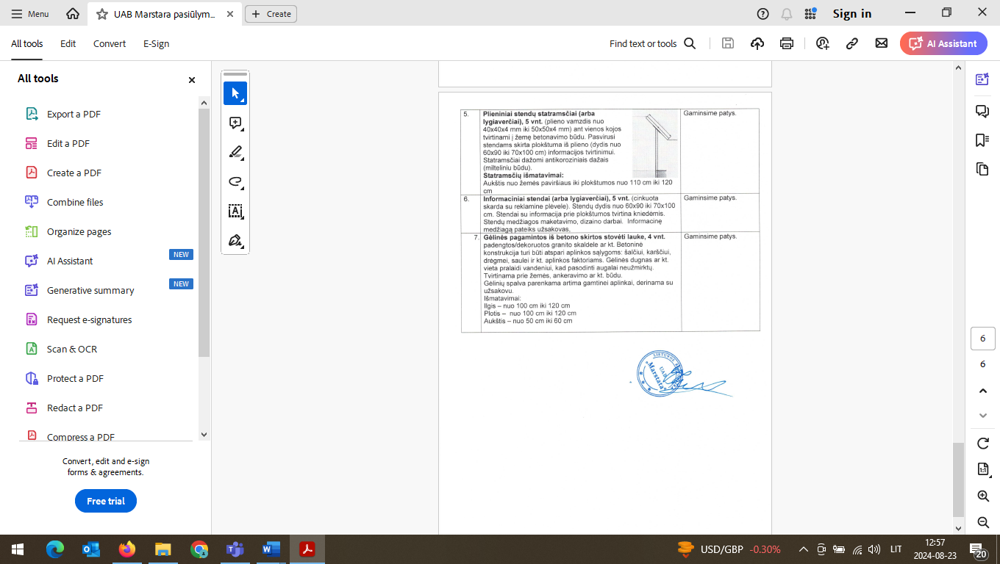 Menu
UAB Marstara pasiūlym...
Create
Sign in
All tools
Edit
Convert
E-Sign
Find text or tools
AI Assistant
All tools
Export a PDF
Edit a PDF
Create a PDF
Combine files
Organize pages
AI Assistant
NEW
Generative summary
NEW
Request e-signatures
Scan & OCR
Protect a PDF
Redact a PDF
Compress a PDF
Convert, edit and e-sign
forms & agreements.
Free trial
5. Plieniniai stendų statramsčiai (arba Gaminsime patys.
lygiaverčiai), 5 vnt. (plieno vamzdis nuo
40x40x4 mm iki 50x50x4 mm) ant vienos kojos
tvirtinami į žemę betonavimo būdu. Pasvirusi
stendams skirta plokštuma iš plieno (dydis nuo
60x90 iki 70x100 cm) informacijos tvirtinimui.
Statramsčiai dažomi antikoroziniais dažais
(milteliniu būdu).
Statramsčių išmatavimai:
Aukštis nuo žemės paviršiaus iki plokštumos nuo 110 cm iki 120
cm
6. Informaciniai stendai (arba lygiaverčiai), 5 vnt. (cinkuota Gaminsime patys.
skarda su reklamine plėvele). Stendų dydis nuo 60x90 iki 70x100
cm. Stendai su informacija prie plokštumos tvirtina kniedėmis.
Stendų medžiagos maketavimo, dizaino darbai. Informacinę
medžiagą pateiks užsakovas,
7. Gėlinės pagamintos iš betono skirtos stovėti lauke, 4 vnt. Gaminsime patys.
padengtos/dekoruotos granito skaldele ar kt. Betoninė
konstrukcija turi būti atspari aplinkos sąlygoms: šalčiui, karščiui,
drėgmei, saulei ir kt. aplinkos faktoriams. Gėlinės dugnas ar kt.
vieta pralaidi vandeniui, kad pasodinti augalai neužmirktų.
Tvirtinama prie žemės, ankeravimo ar kt. būdu.
Gėlinių spalva parenkama artima gamtinei aplinkai, derinama su
užsakovu.
Išmatavimai:
Ilgis – nuo 100 cm iki 120 cm
Plotis – nuo 100 cm iki 120 cm
Aukštis – nuo 50 cm iki 60 cm
LIETUVOS
UAB
Marstata
6
6
1:1
USD/GBP -0.30%
LIT
12:57
2024-08-23
20